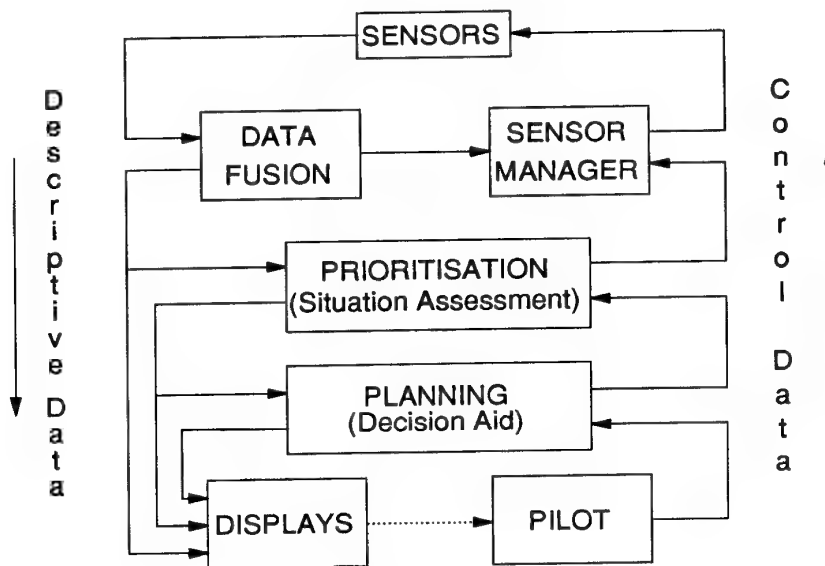 SENSORS
Descriptive Data
Control Data
DATA
FUSION
SENSOR
MANAGER
PRIORITISATION
(Situation Assessment)
PLANNING
(Decision Aid)
DISPLAYS
PILOT